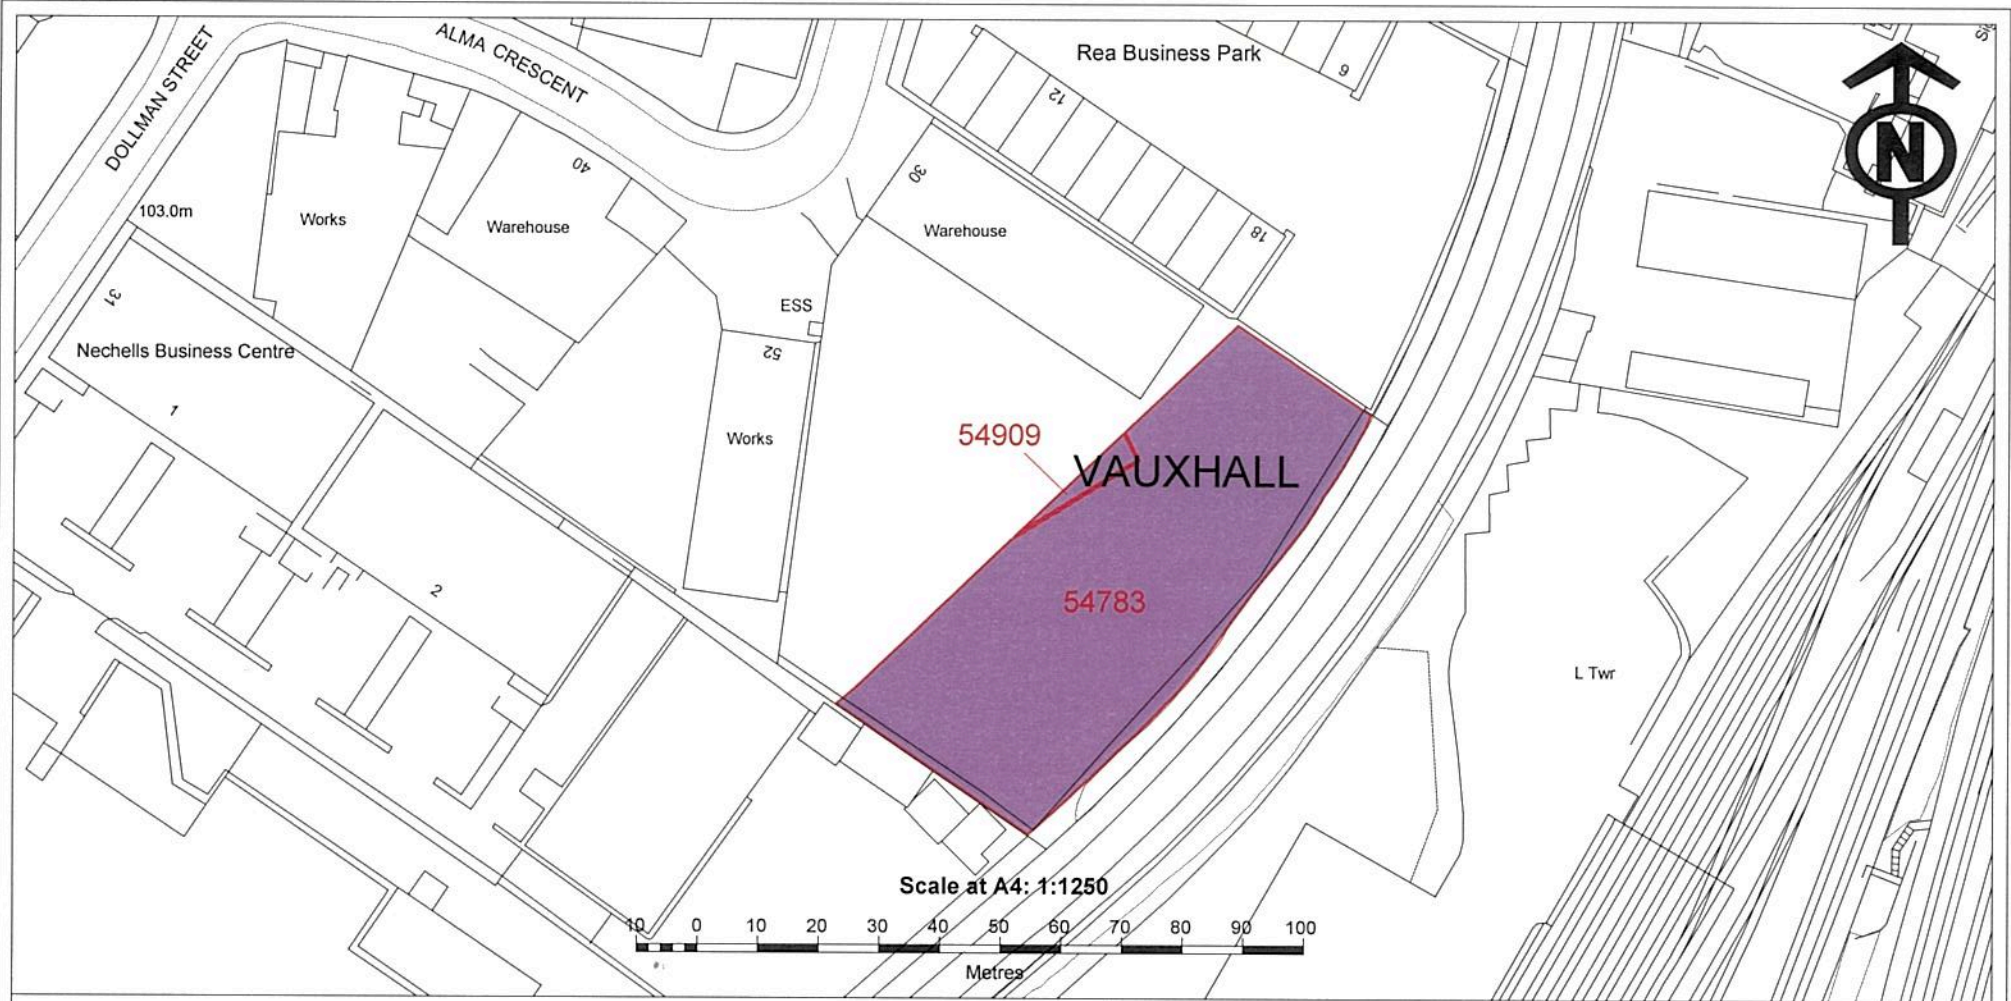 DOLLMAN STREET
ALMA CRESCENT
Rea Business Park
9
12
N
40
30
103.0m
Works
Warehouse
Warehouse
18
31
ESS
52
Nechells Business Centre
1
Works
54909
VAUXHALL
2
54783
L Twr
Scale at A4: 1:1250
10 0 10 20 30 40 50 60 70 80 90 100
Metres